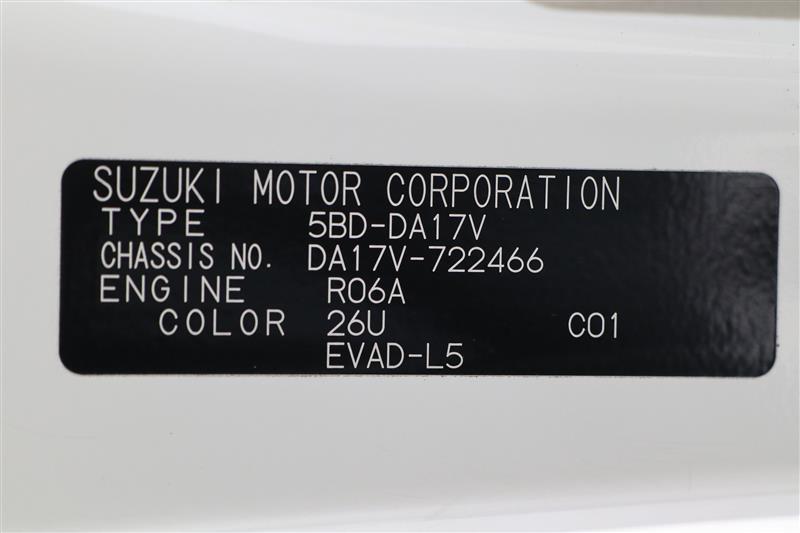 SUZUKI MOTOR CORPORATION
TYPE 5BD-DA17V
CHASSIS NO. DA17V-722466
ENGINE R06A
COLOR 26U C01
EVAD-L5